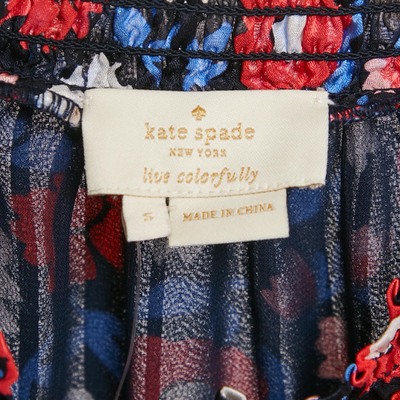 kate spade
NEW YORK
live colorfully
S
MADE IN CHINA